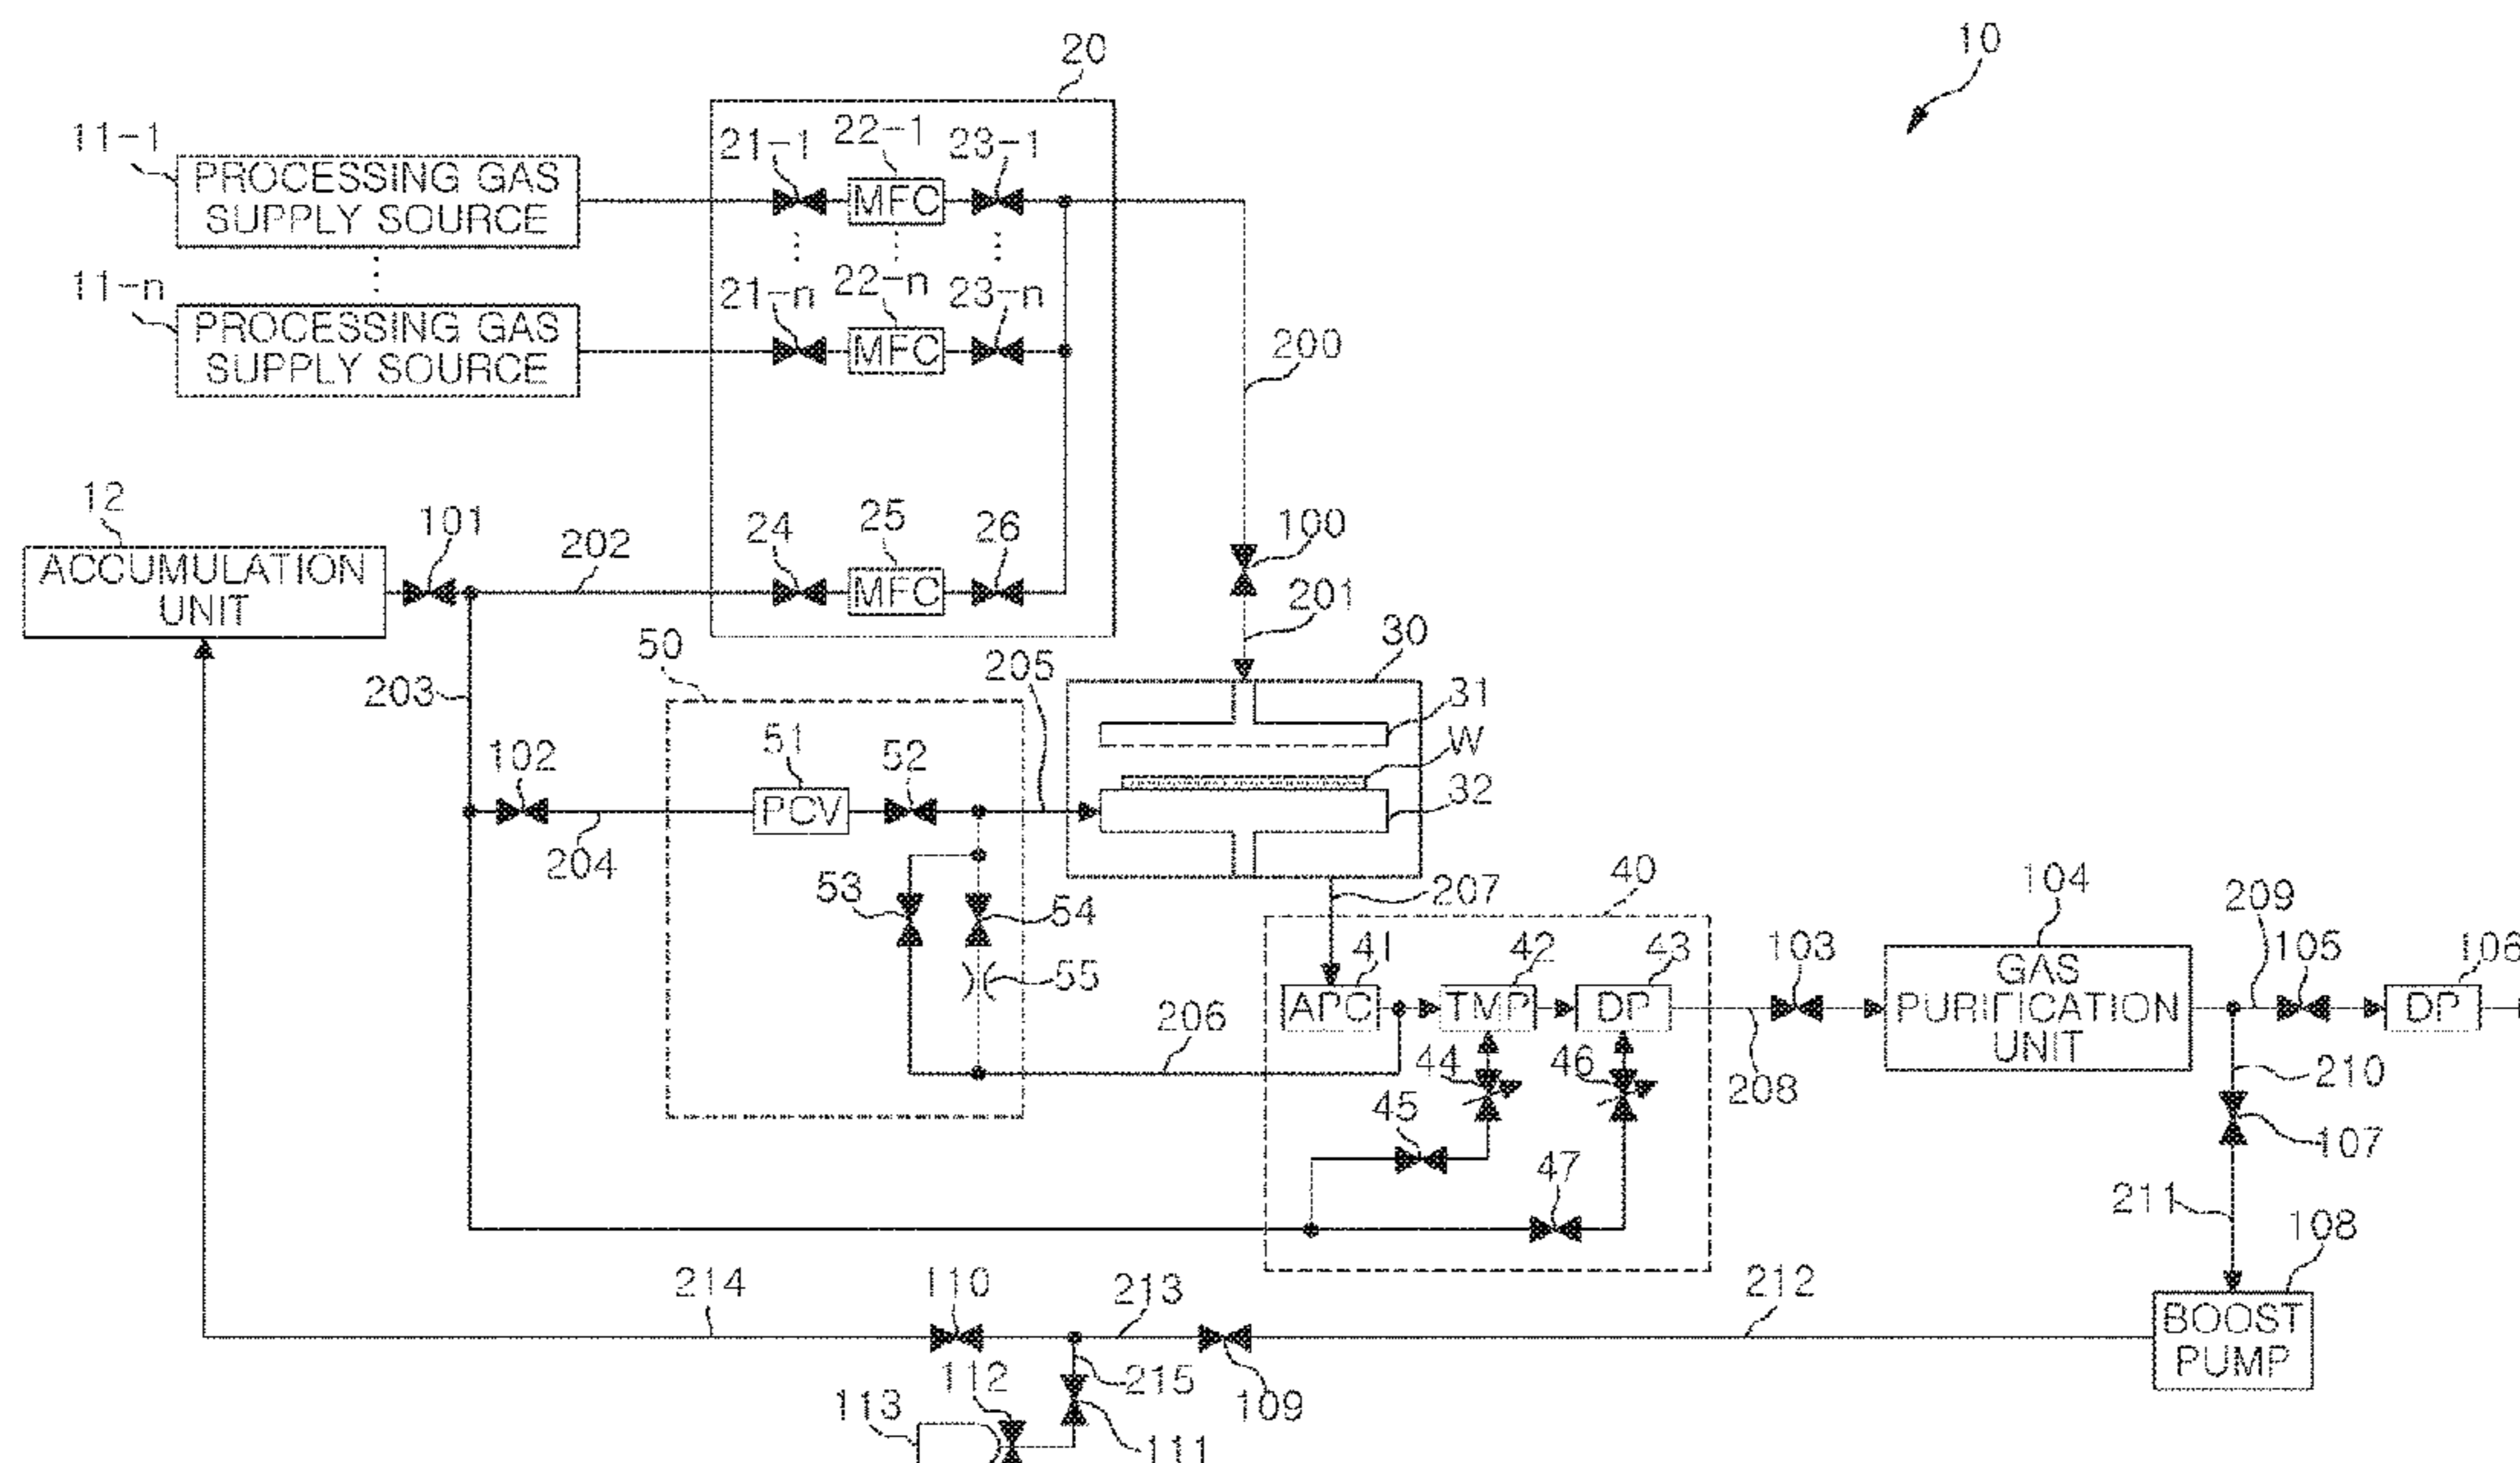 10
20
11-1
PROCESSING GAS
SUPPLY SOURCE
21-1
22-1
23-1
MFC
11-n
PROCESSING GAS
SUPPLY SOURCE
21-n
22-n
23-n
MFC
200
12
ACCUMULATION
UNIT
101
202
24
25
26
MFC
100
201
203
50
205
30
31
W
32
102
204
51
PCV
52
53
54
55
206
207
40
41
APC
42
TMP
43
DP
44
45
46
47
103
208
104
GAS
PURIFICATION
UNIT
209
105
106
DP
210
107
211
108
BOOST
PUMP
214
110
213
212
109
215
112
113
111